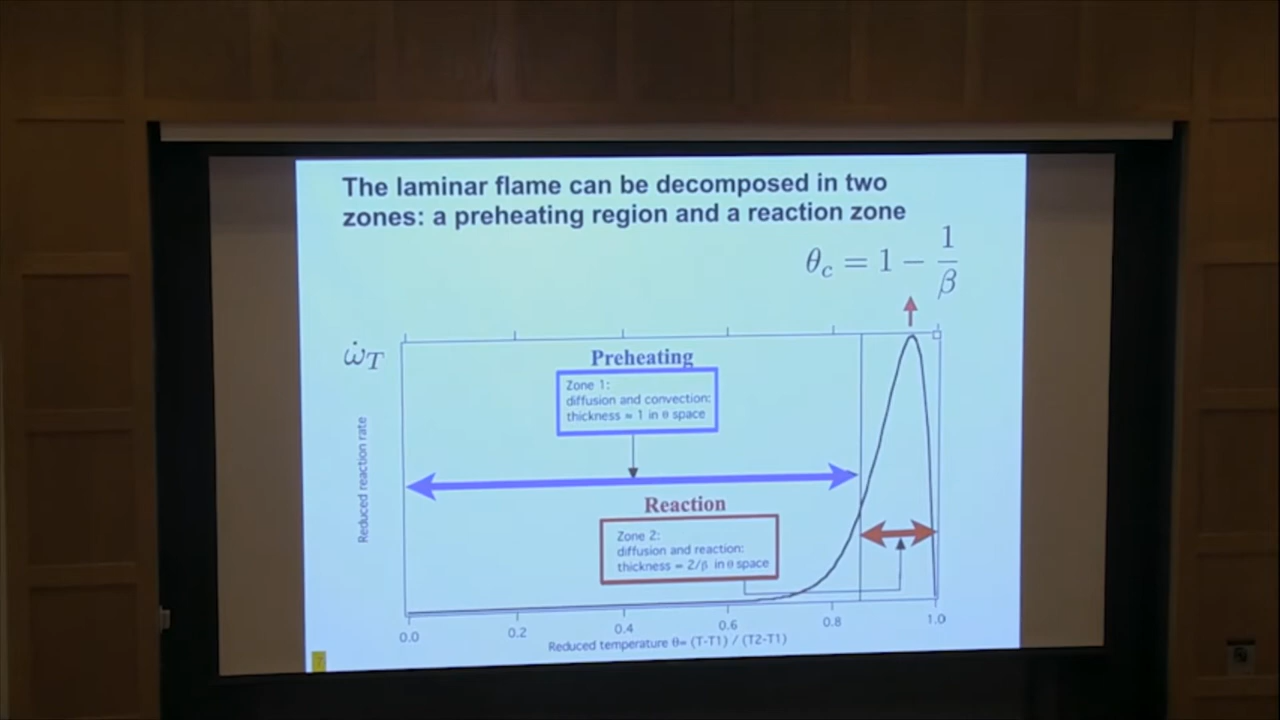 The laminar flame can be decomposed in two
zones: a preheating region and a reaction zone
θc = 1 − 1/β
ω̇T
Preheating
Zone 1:
diffusion and convection:
thickness ≈ 1 in θ space
Reaction
Zone 2:
diffusion and reaction:
thickness = 2/β in θ space
Reduced reaction rate
0.0 0.2 0.4 0.6 0.8 1.0
Reduced temperature θ= (T-T1) / (T2-T1)
7